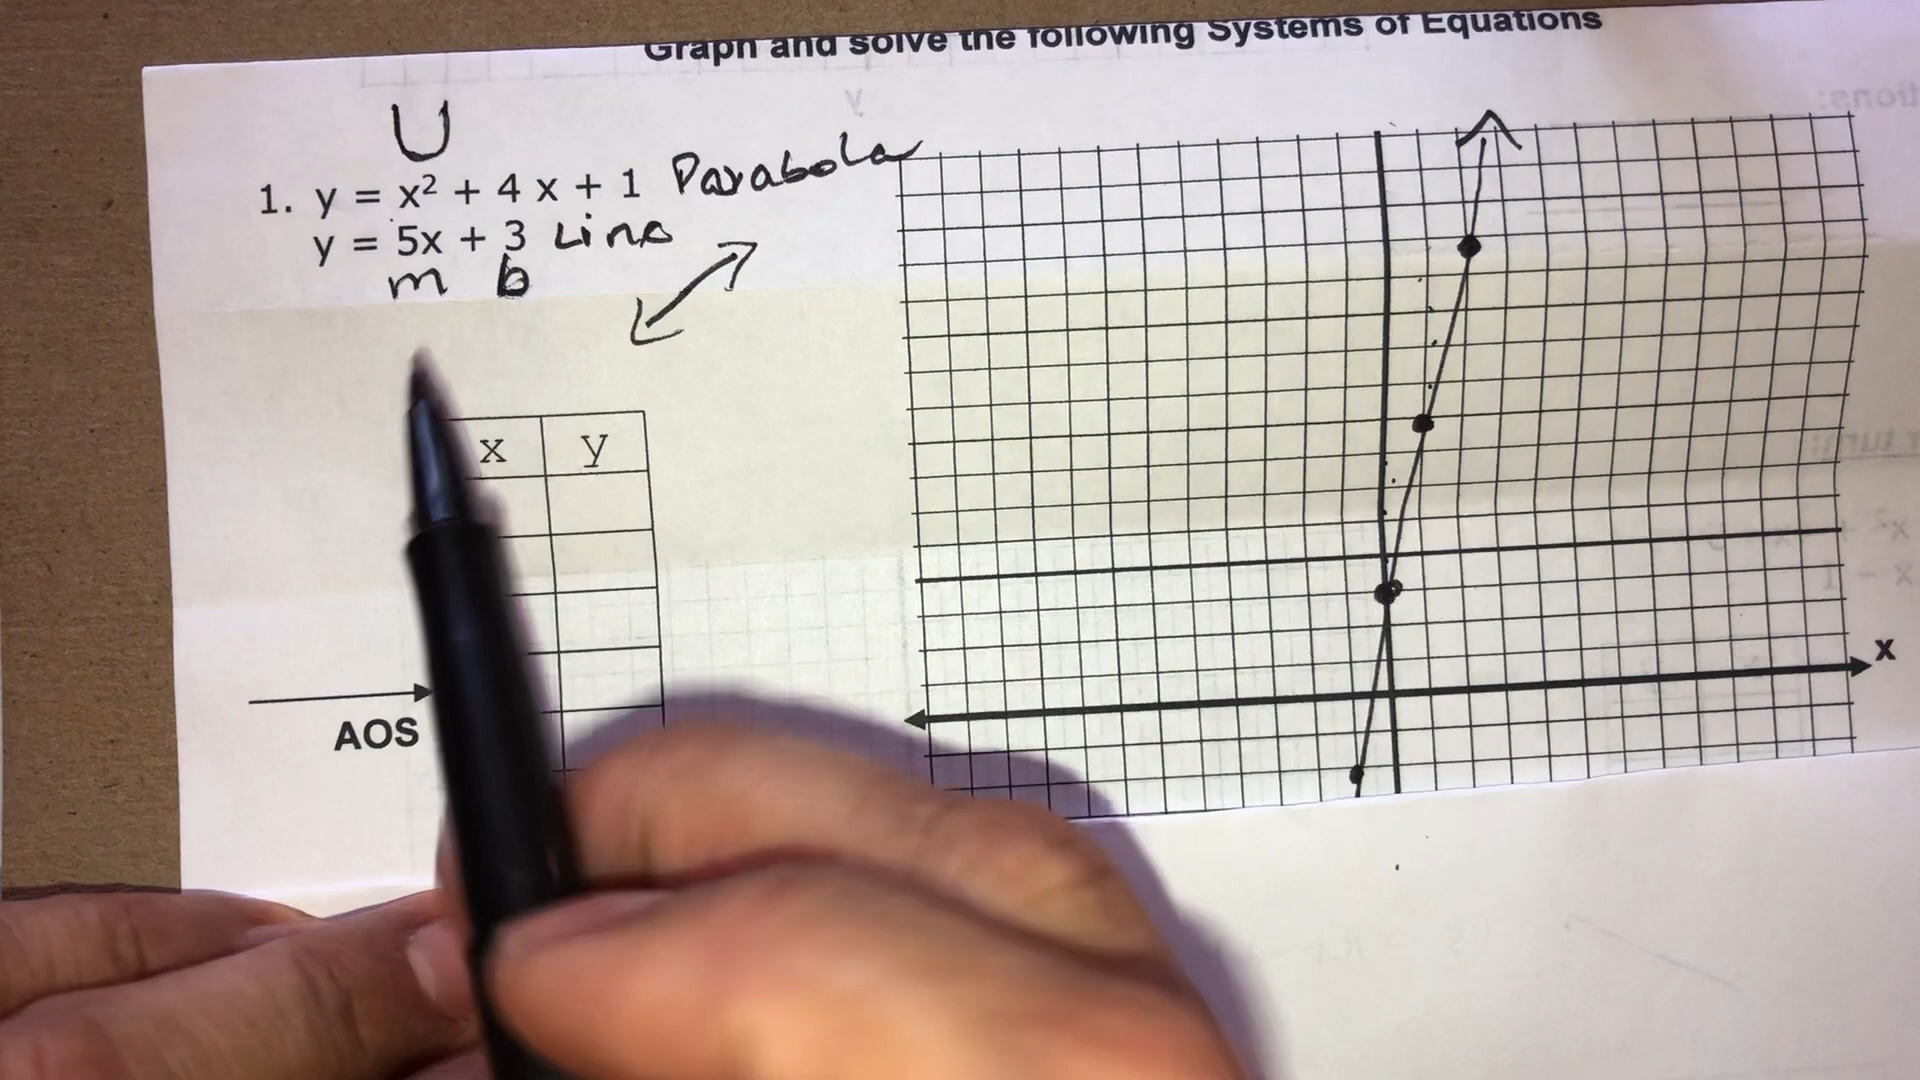 Graph and solve the following Systems of Equations
U
1. y = x² + 4 x + 1 Parabola
y = 5x + 3 Line
m b
x y
AOS
x